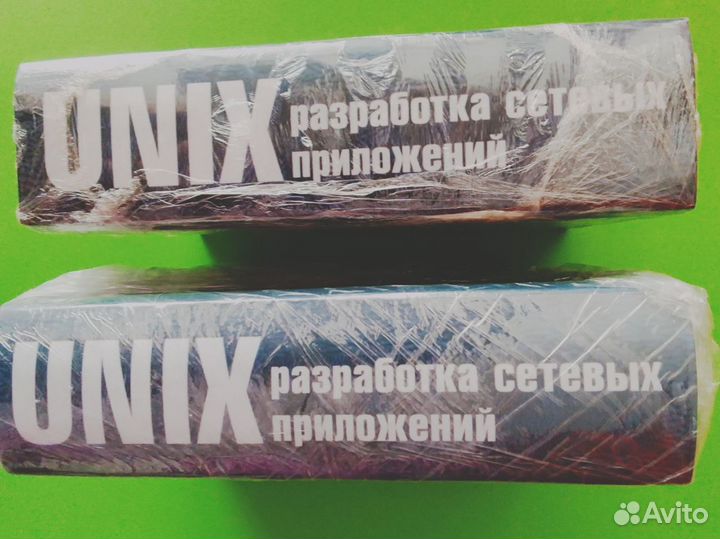 UNIX разработка сетевых
приложений
UNIX разработка сетевых
приложений
Avito